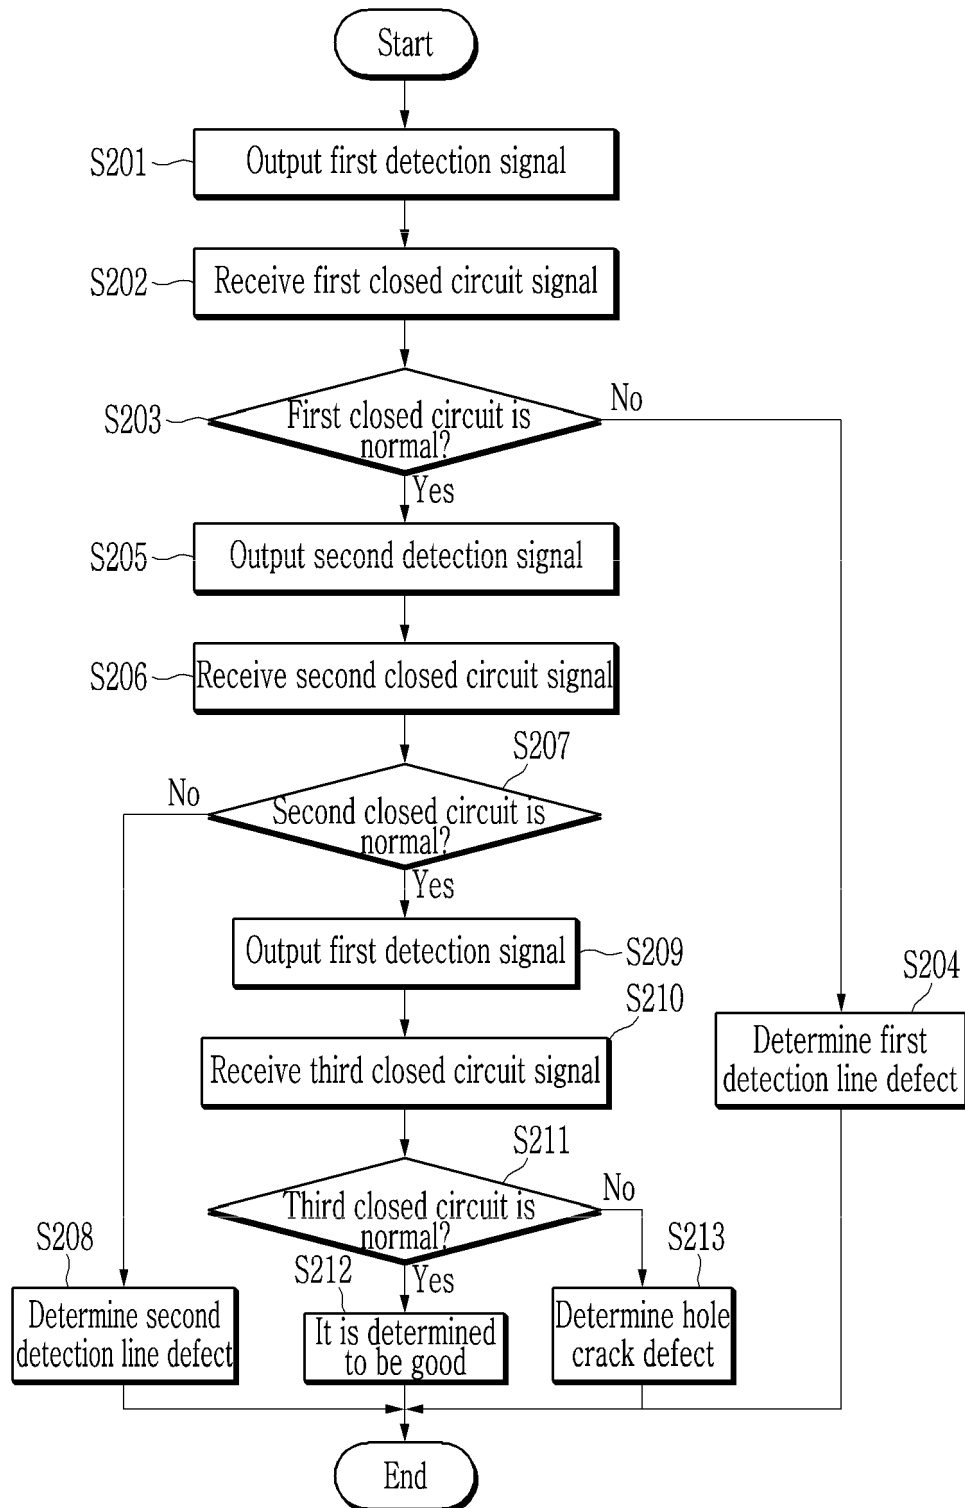 Start
S201
Output first detection signal
S202
Receive first closed circuit signal
S203
First closed circuit is
normal?
No
Yes
S205
Output second detection signal
S206
Receive second closed circuit signal
S207
No
Second closed circuit is
normal?
Yes
Output first detection signal
S209
S210
S204
Receive third closed circuit signal
Determine first
detection line defect
S211
Third closed circuit is
normal?
No
S208
S212
Yes
S213
Determine second
detection line defect
It is determined
to be good
Determine hole
crack defect
End